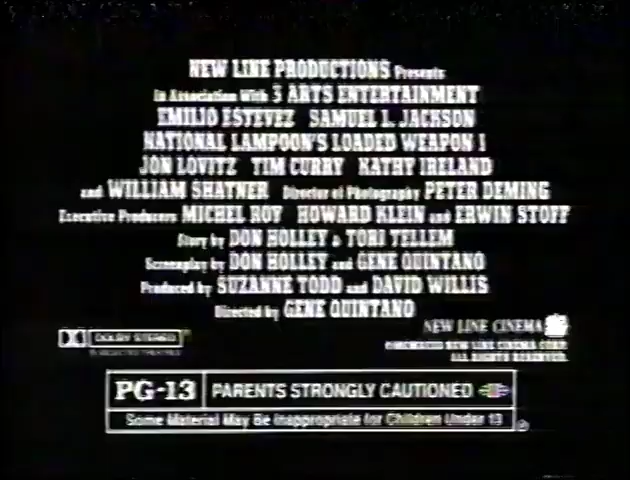 NEW LINE PRODUCTIONS Presents
In Association With 3 ARTS ENTERTAINMENT
EMILIO ESTEVEZ SAMUEL L. JACKSON
NATIONAL LAMPOON'S LOADED WEAPON 1
JON LOVITZ TIM CURRY KATHY IRELAND
and WILLIAM SHATNER Director of Photography PETER DEMING
Executive Producers MICHEL ROY HOWARD KLEIN and ERWIN STOFF
Story by DON HOLLEY & TORI TELLEM
Screenplay by DON HOLLEY and GENE QUINTANO
Produced by SUZANNE TODD and DAVID WILLIS
Directed by GENE QUINTANO
NEW LINE CINEMA
DOLBY STEREO
ALL RIGHTS RESERVED.
PG-13 PARENTS STRONGLY CAUTIONED
Some Material May Be Inappropriate for Children Under 13